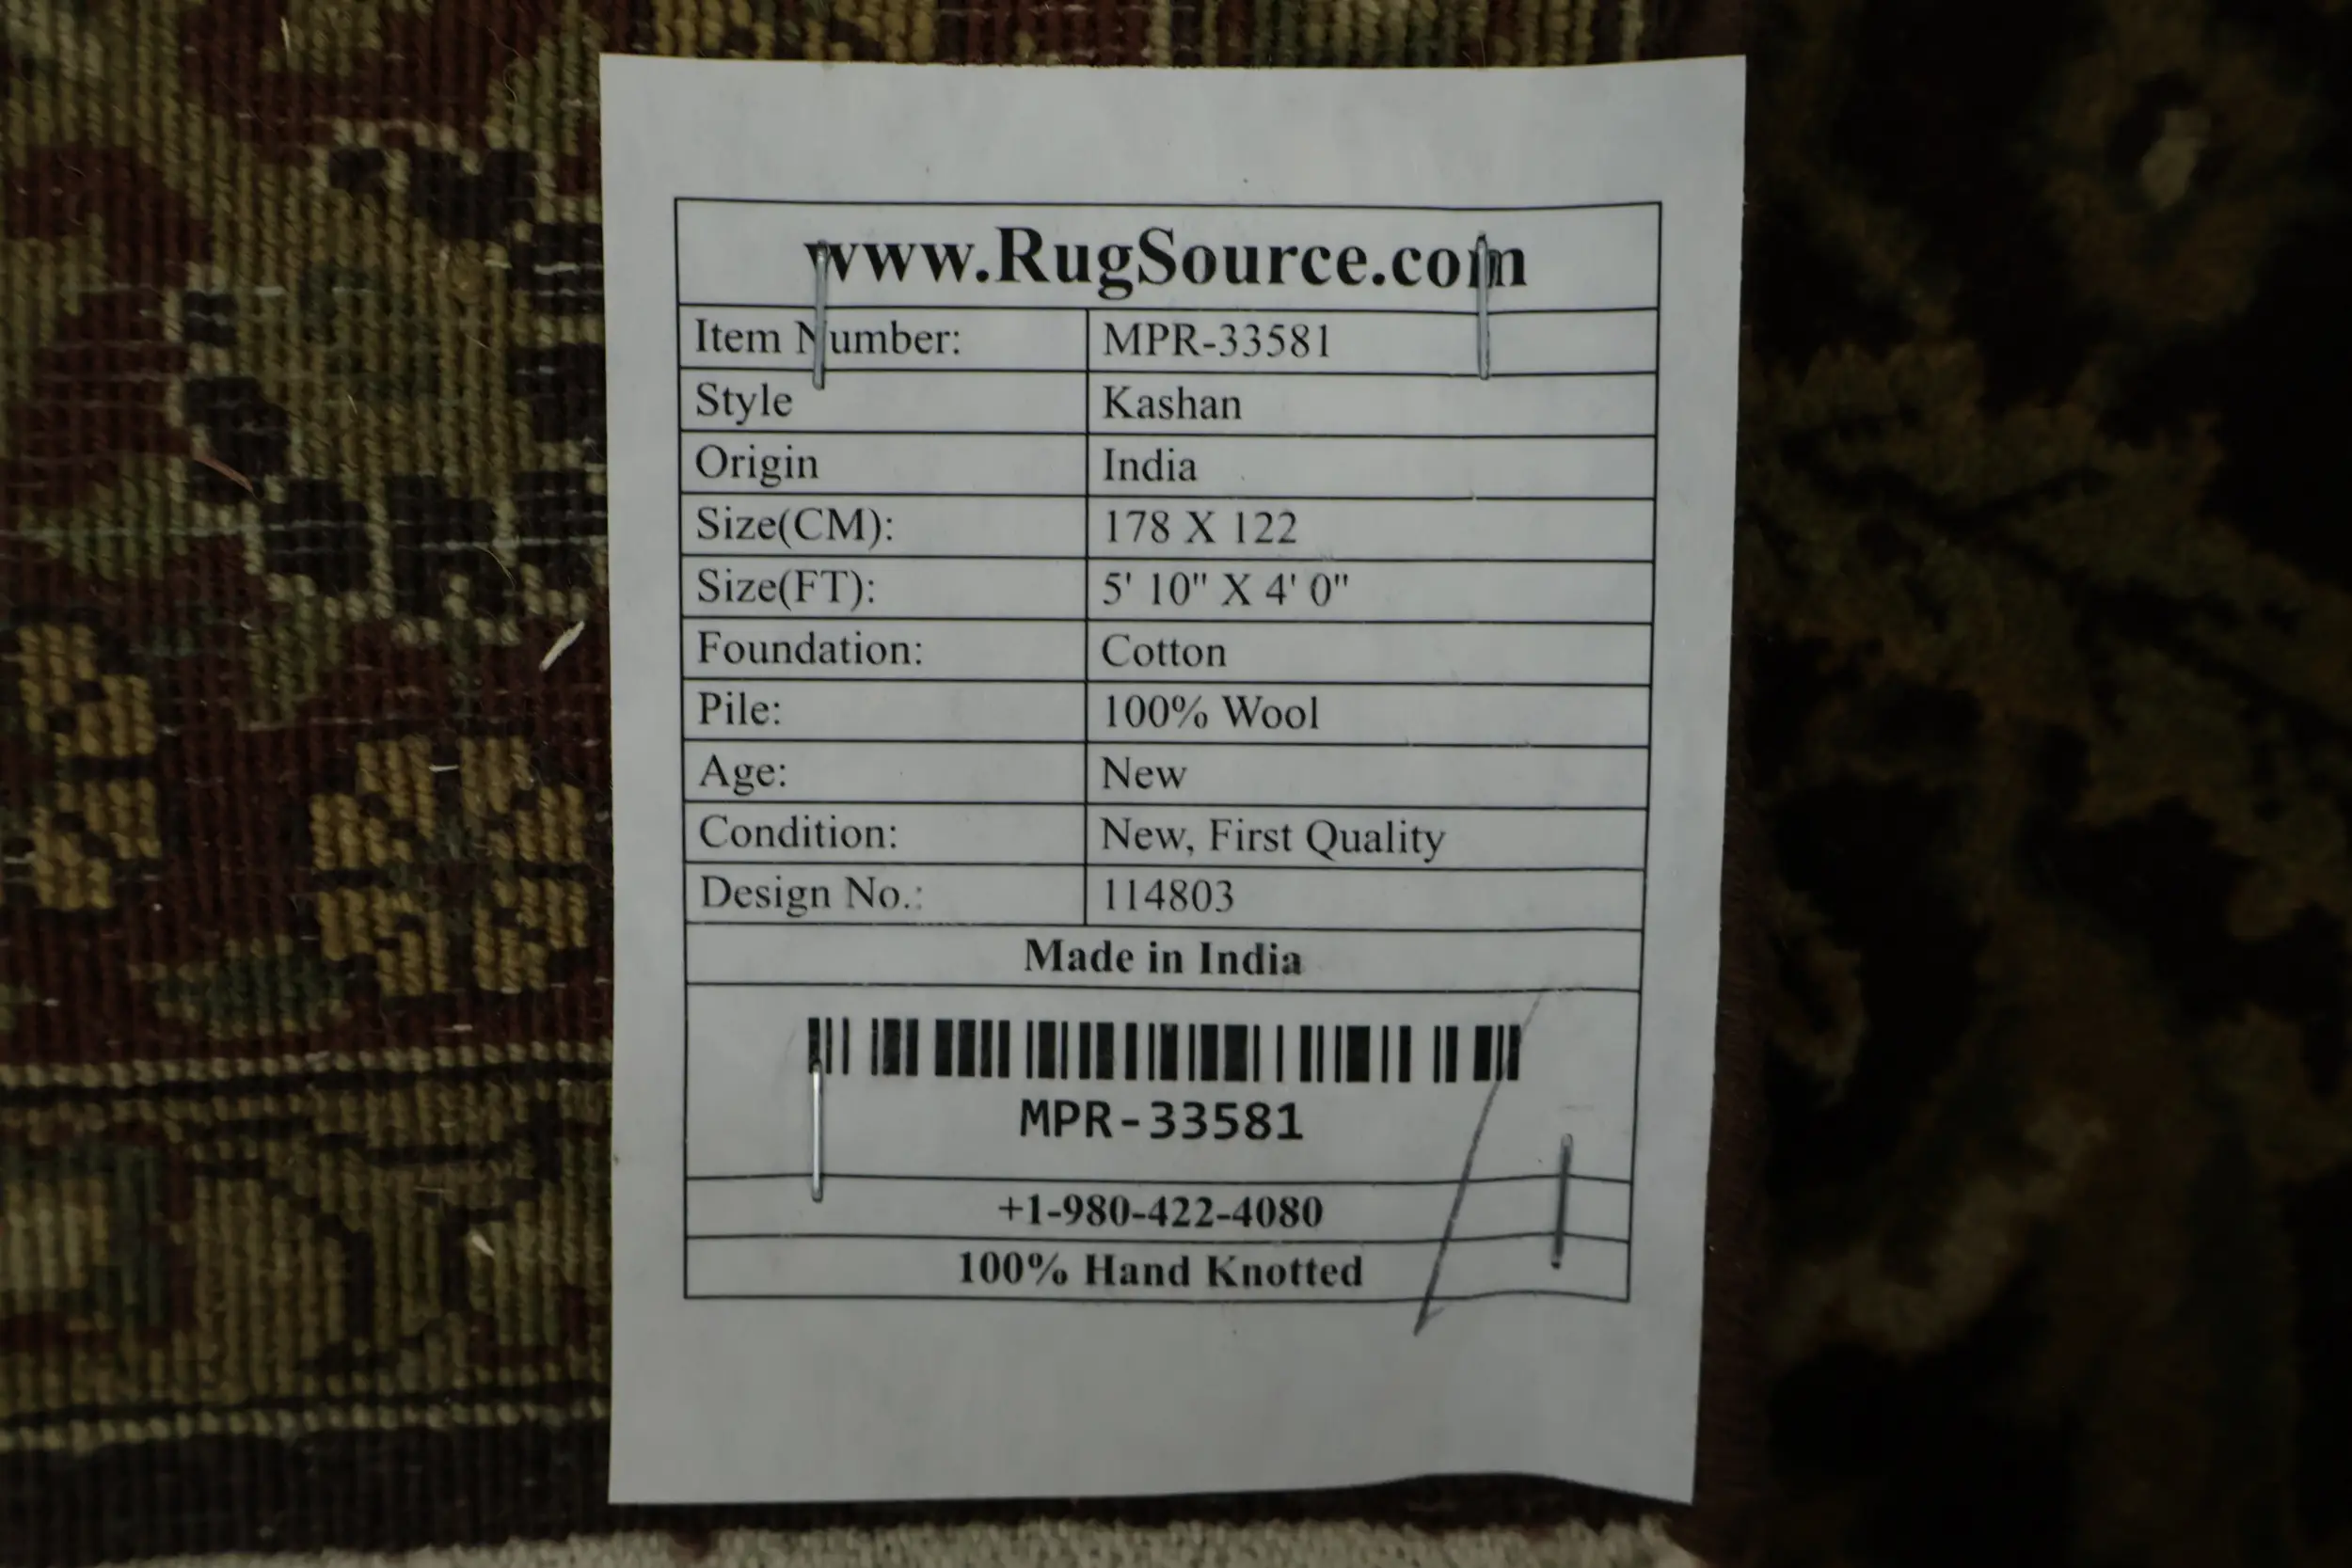 www.RugSource.com
Item Number: MPR-33581
Style Kashan
Origin India
Size(CM): 178 X 122
Size(FT): 5' 10" X 4' 0"
Foundation: Cotton
Pile: 100% Wool
Age: New
Condition: New, First Quality
Design No.: 114803
Made in India
MPR-33581
+1-980-422-4080
100% Hand Knotted